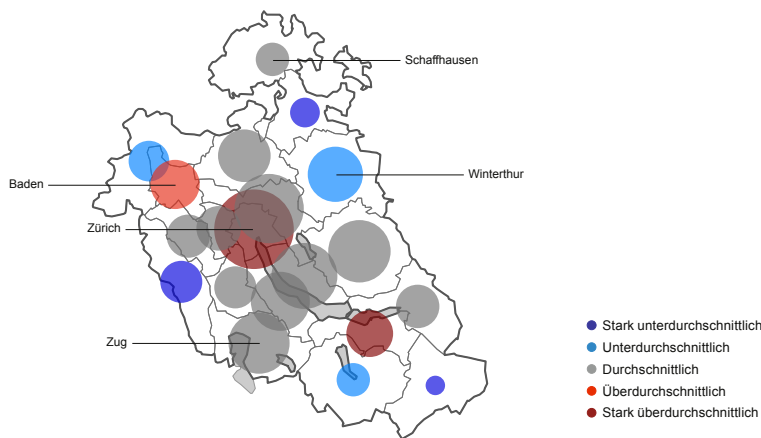 Schaffhausen
Winterthur
Baden
Zürich
Zug
Stark unterdurchschnittlich
Unterdurchschnittlich
Durchschnittlich
Überdurchschnittlich
Stark überdurchschnittlich